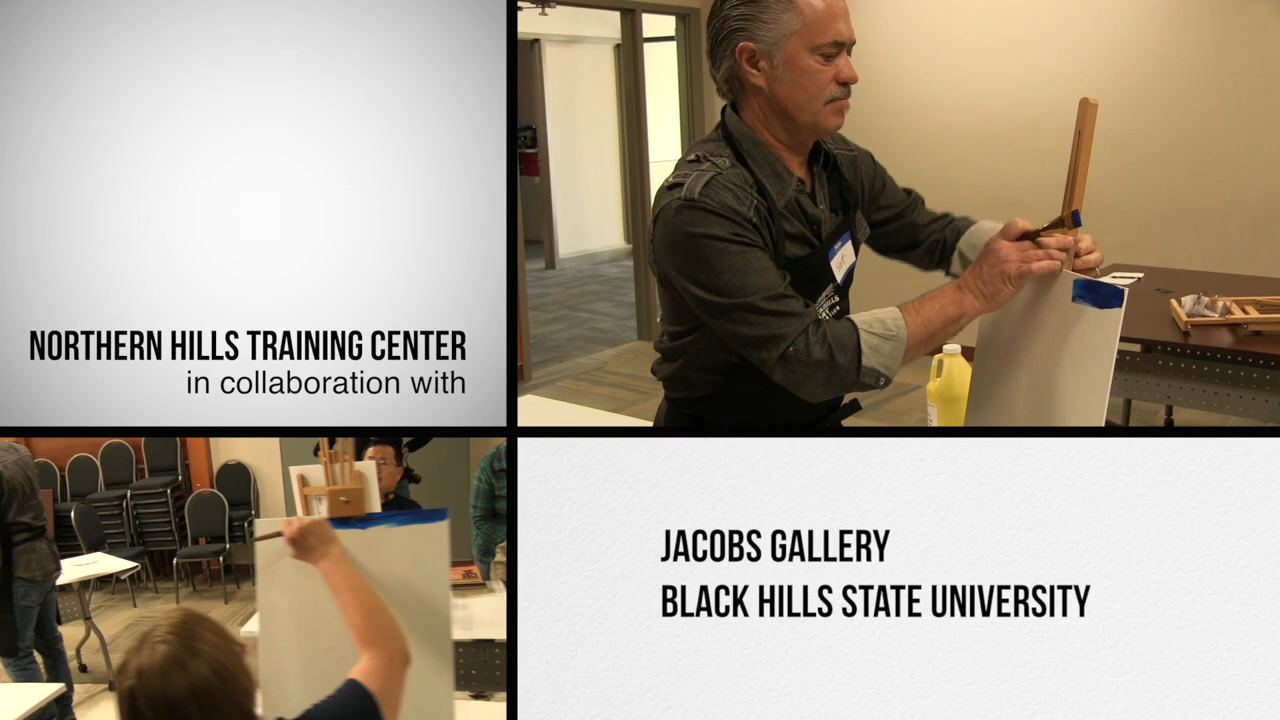 NORTHERN HILLS TRAINING CENTER
in collaboration with
JACOBS GALLERY
BLACK HILLS STATE UNIVERSITY